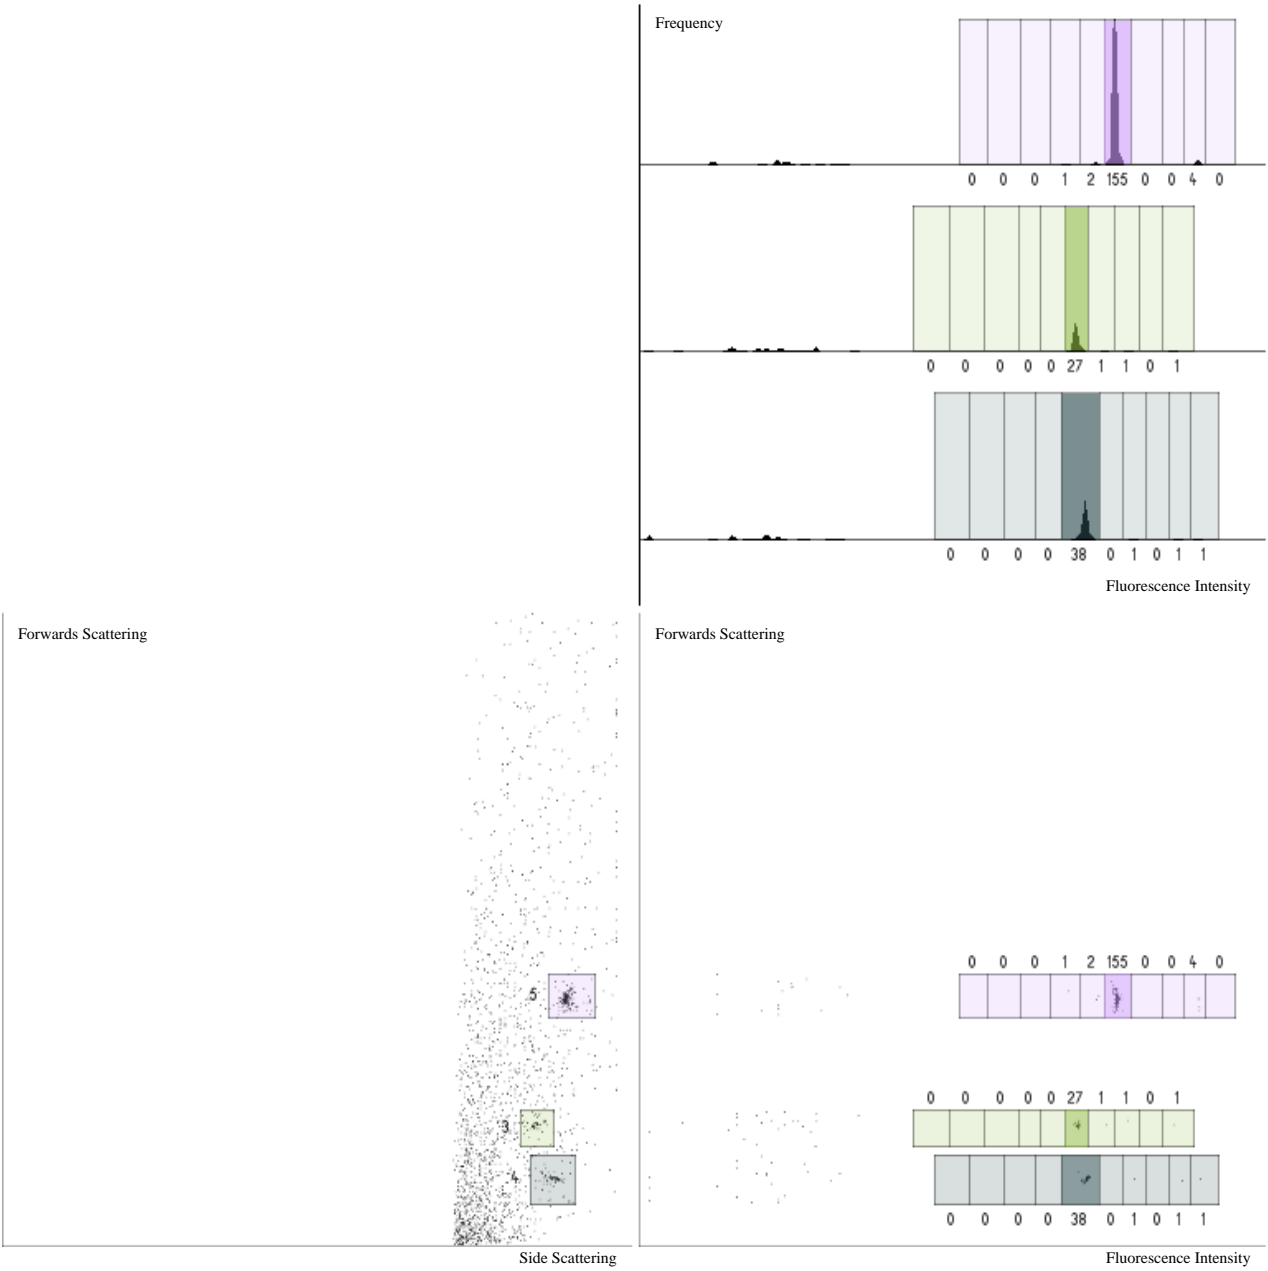 Frequency
0 0 0 1 2 155 0 0 4 0
0 0 0 0 0 27 1 1 0 1
0 0 0 0 38 0 1 0 1 1
Fluorescence Intensity
Forwards Scattering
Forwards Scattering
0 0 0 1 2 155 0 0 4 0
5
0 0 0 0 0 27 1 1 0 1
3
4
0 0 0 0 38 0 1 0 1 1
Side Scattering
Fluorescence Intensity